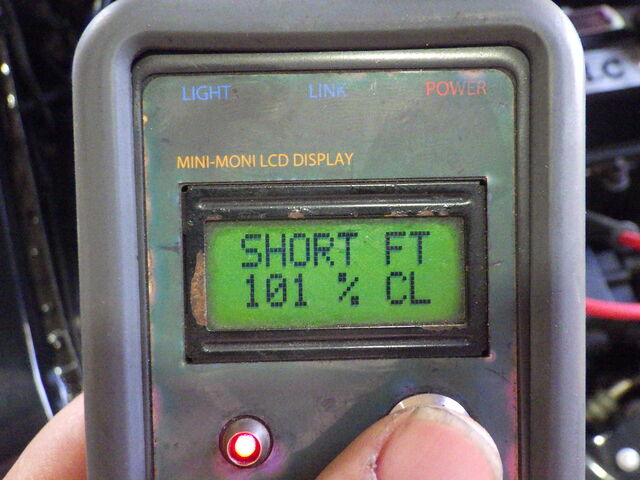 LIGHT LINK POWER
MINI-MONI LCD DISPLAY
SHORT FT
101 % CL